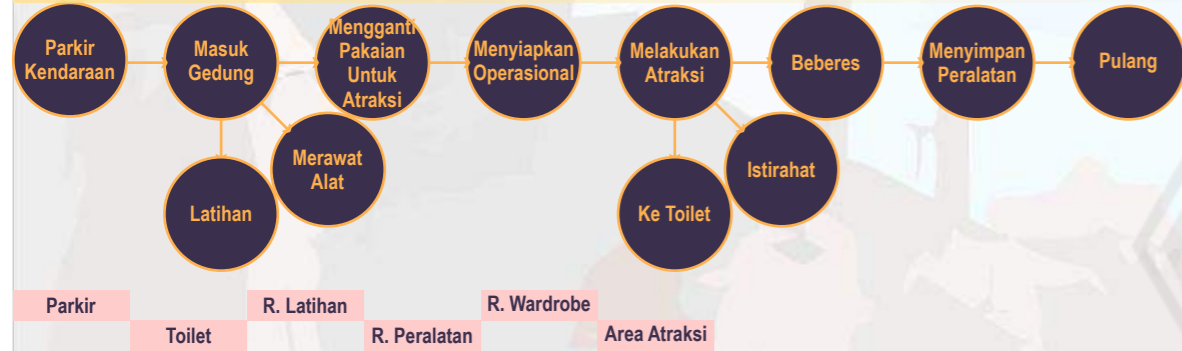 Parkir
Kendaraan
Masuk
Gedung
Mengganti
Pakaian
Untuk
Atraksi
Menyiapkan
Operasional
Melakukan
Atraksi
Beberes
Menyimpan
Peralatan
Pulang
Latihan
Merawat
Alat
Ke Toilet
Istirahat
Parkir
Toilet
R. Latihan
R. Peralatan
R. Wardrobe
Area Atraksi